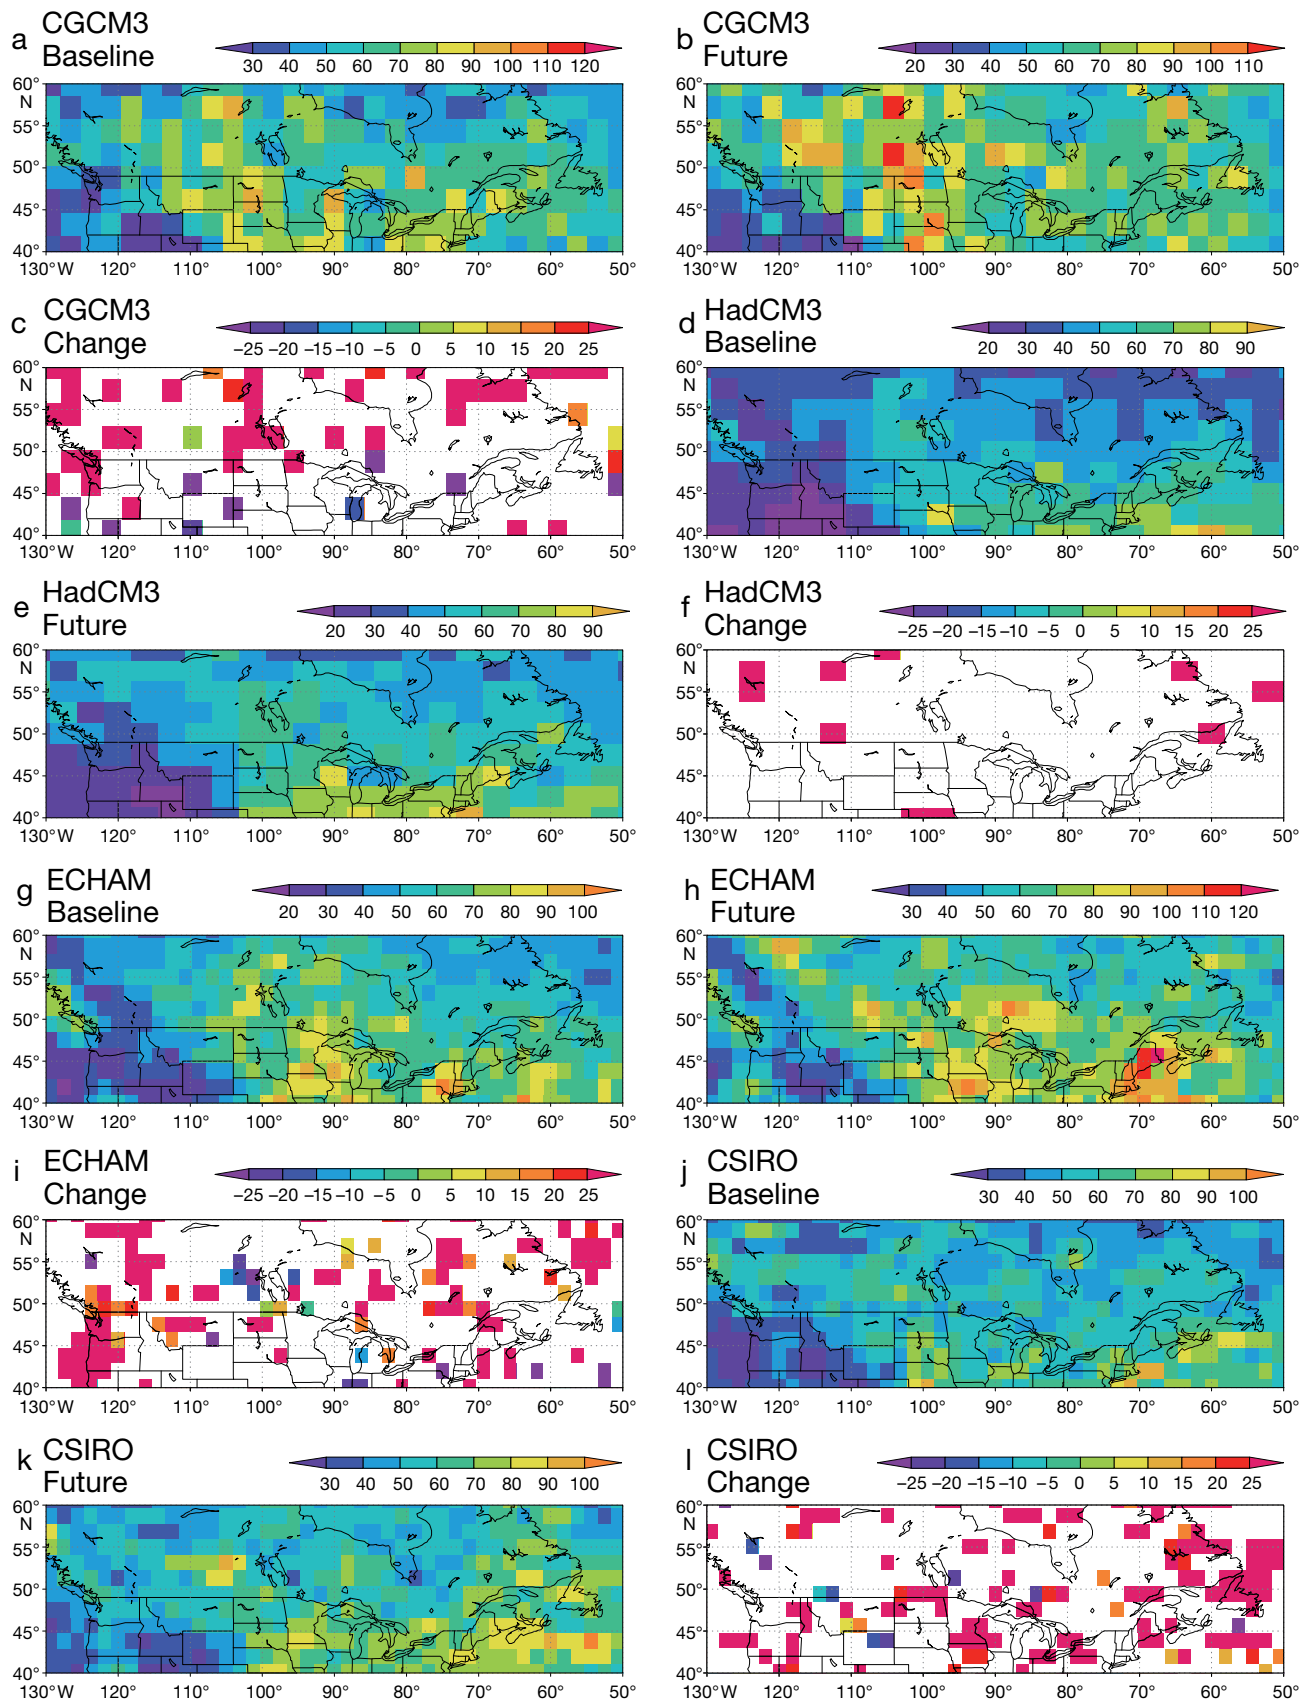 a CGCM3
Baseline
30 40 50 60 70 80 90 100 110 120
60°
N
55°
50°
45°
40°
130°W 120° 110° 100° 90° 80° 70° 60° 50°
b CGCM3
Future
20 30 40 50 60 70 80 90 100 110
60°
N
55°
50°
45°
40°
130°W 120° 110° 100° 90° 80° 70° 60° 50°
c CGCM3
Change
−25 −20 −15 −10 −5 0 5 10 15 20 25
60°
N
55°
50°
45°
40°
130°W 120° 110° 100° 90° 80° 70° 60° 50°
d HadCM3
Baseline
20 30 40 50 60 70 80 90
60°
N
55°
50°
45°
40°
130°W 120° 110° 100° 90° 80° 70° 60° 50°
e HadCM3
Future
20 30 40 50 60 70 80 90
60°
N
55°
50°
45°
40°
130°W 120° 110° 100° 90° 80° 70° 60° 50°
f HadCM3
Change
−25 −20 −15 −10 −5 0 5 10 15 20 25
60°
N
55°
50°
45°
40°
130°W 120° 110° 100° 90° 80° 70° 60° 50°
g ECHAM
Baseline
20 30 40 50 60 70 80 90 100
60°
N
55°
50°
45°
40°
130°W 120° 110° 100° 90° 80° 70° 60° 50°
h ECHAM
Future
30 40 50 60 70 80 90 100 110 120
60°
N
55°
50°
45°
40°
130°W 120° 110° 100° 90° 80° 70° 60° 50°
i ECHAM
Change
−25 −20 −15 −10 −5 0 5 10 15 20 25
60°
N
55°
50°
45°
40°
130°W 120° 110° 100° 90° 80° 70° 60° 50°
j CSIRO
Baseline
30 40 50 60 70 80 90 100
60°
N
55°
50°
45°
40°
130°W 120° 110° 100° 90° 80° 70° 60° 50°
k CSIRO
Future
30 40 50 60 70 80 90 100
60°
N
55°
50°
45°
40°
130°W 120° 110° 100° 90° 80° 70° 60° 50°
l CSIRO
Change
−25 −15 −10 −5 0 5 10 15 20 25
60°
N
55°
50°
45°
40°
130°W 120° 110° 100° 90° 80° 70° 60° 50°